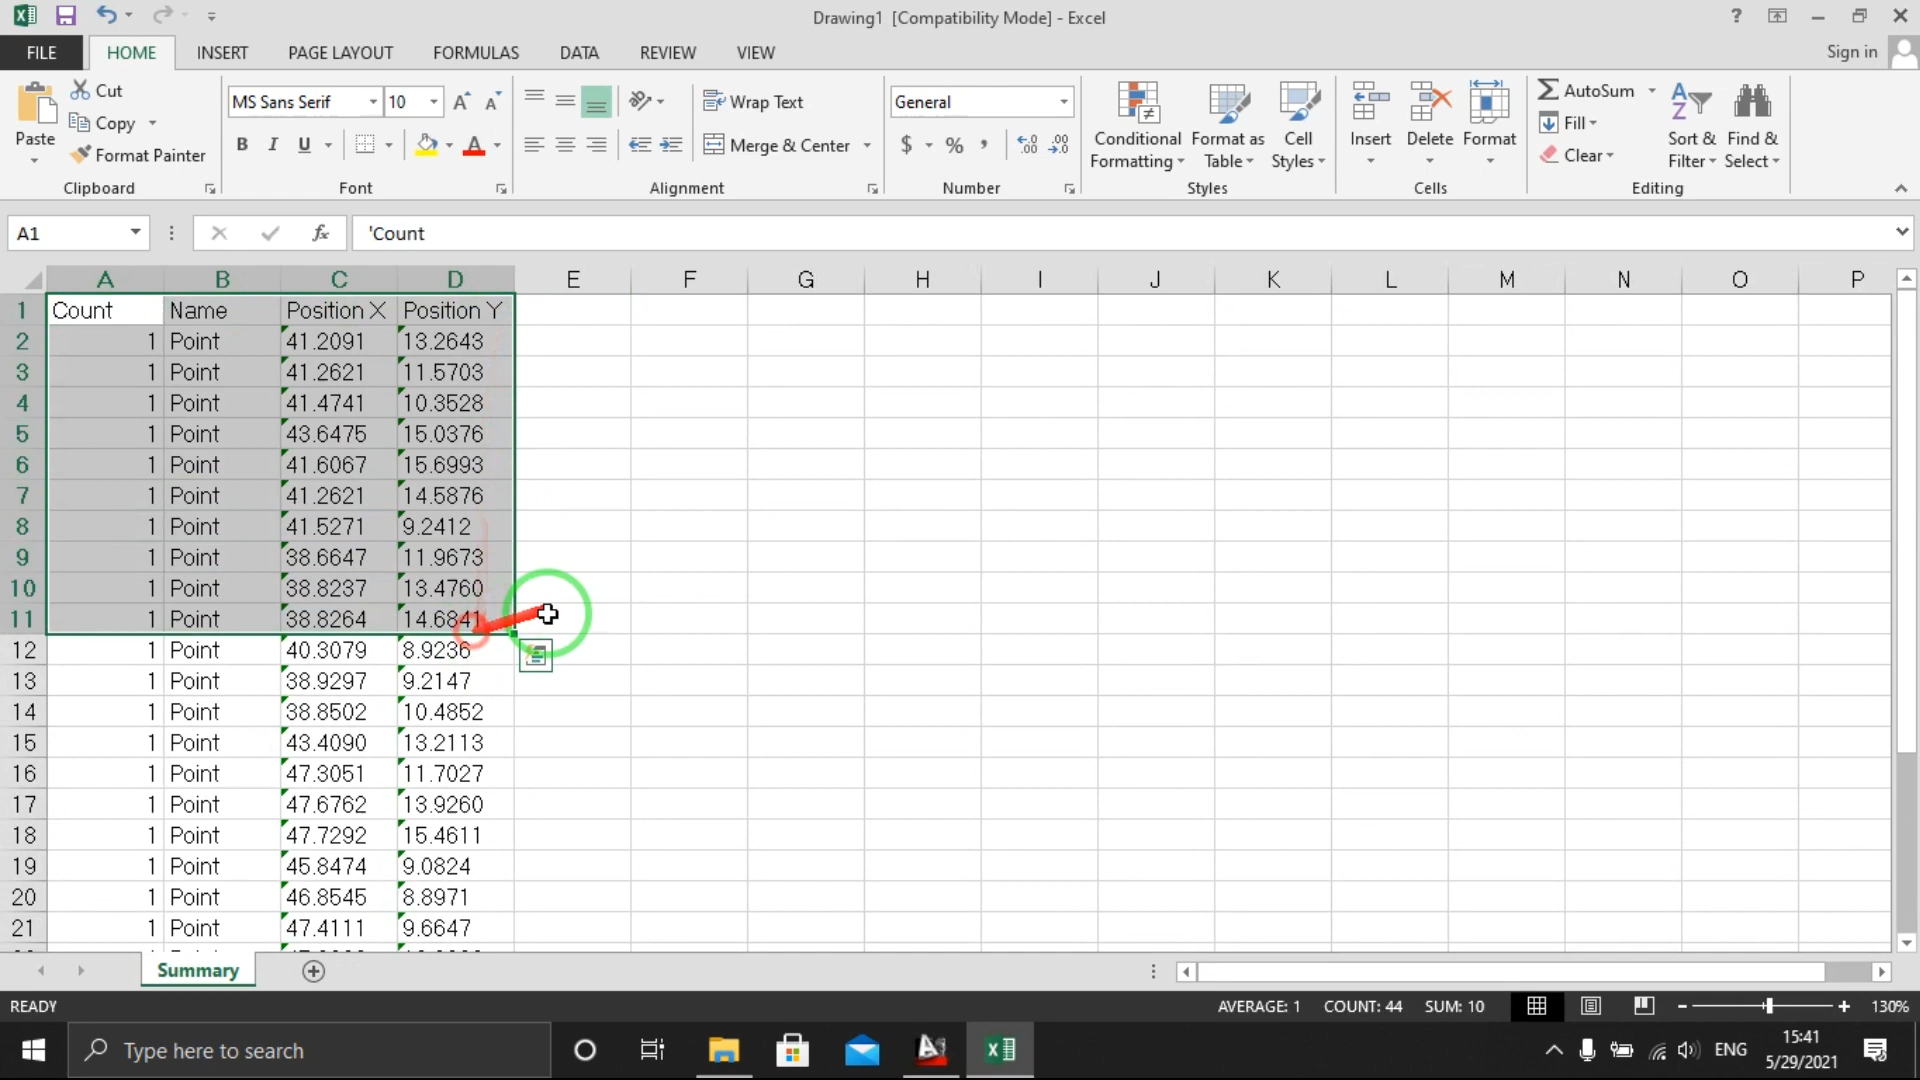 Drawing1 [Compatibility Mode] - Excel
?
FILE HOME INSERT PAGE LAYOUT FORMULAS DATA REVIEW VIEW Sign in
Paste
Cut
Copy
Format Painter
Clipboard
MS Sans Serif 10
B I U
Font
Wrap Text
Merge & Center
Alignment
General
$ % ,
Number
Conditional Formatting
Format as Table
Cell Styles
Styles
Insert
Delete
Format
Cells
AutoSum
Fill
Clear
Sort & Filter
Find & Select
Editing
A1 fx 'Count
A B C D E F G H I J K L M N O P
1 Count Name Position X Position Y
2 1 Point 41.2091 13.2643
3 1 Point 41.2621 11.5703
4 1 Point 41.4741 10.3528
5 1 Point 43.6475 15.0376
6 1 Point 41.6067 15.6993
7 1 Point 41.2621 14.5876
8 1 Point 41.5271 9.2412
9 1 Point 38.6647 11.9673
10 1 Point 38.8237 13.4760
11 1 Point 38.8264 14.6841
12 1 Point 40.3079 8.9236
13 1 Point 38.9297 9.2147
14 1 Point 38.8502 10.4852
15 1 Point 43.4090 13.2113
16 1 Point 47.3051 11.7027
17 1 Point 47.6762 13.9260
18 1 Point 47.7292 15.4611
19 1 Point 45.8474 9.0824
20 1 Point 46.8545 8.8971
21 1 Point 47.4111 9.6647
Summary
READY AVERAGE: 1 COUNT: 44 SUM: 10 130%
Type here to search
ENG
15:41
5/29/2021